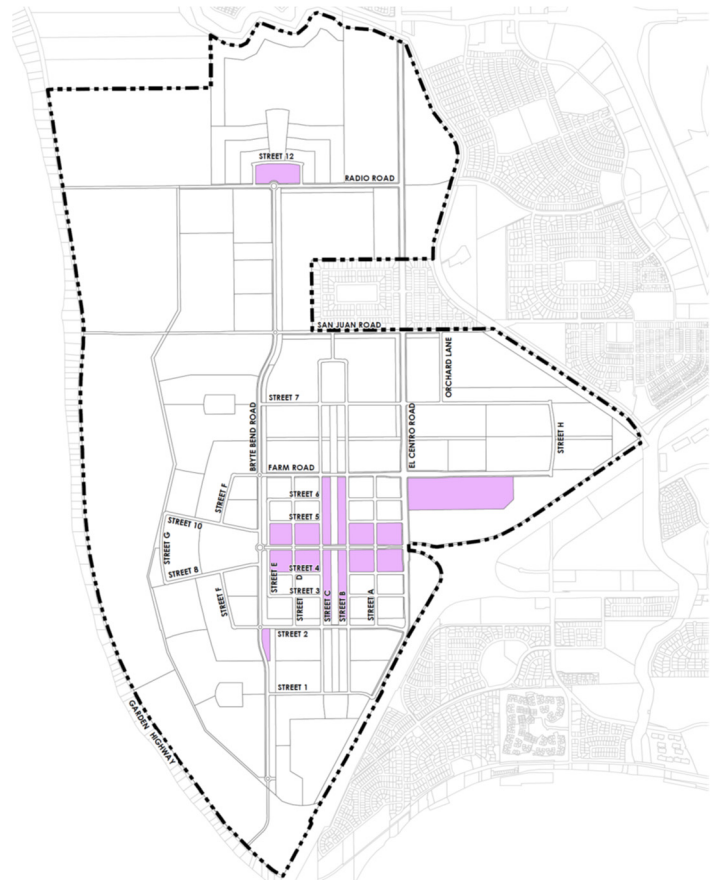 STREET 12
RADIO ROAD
SAN JUAN ROAD
ORCHARD LANE
STREET 7
BRYTE BEND ROAD
EL CENTRO ROAD
STREET H
FARM ROAD
STREET F
STREET 6
STREET 5
STREET 10
STREET G
STREET 8
STREET E
STREET 4
STREET D
STREET F
STREET 3
STREET C
STREET B
STREET A
STREET 2
STREET 1
GARDEN HIGHWAY